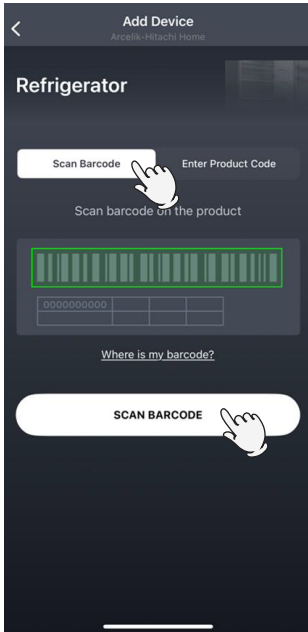 Add Device
Arcelik-Hitachi Home
Refrigerator
Scan Barcode
Enter Product Code
Scan barcode on the product
0000000000
Where is my barcode?
SCAN BARCODE